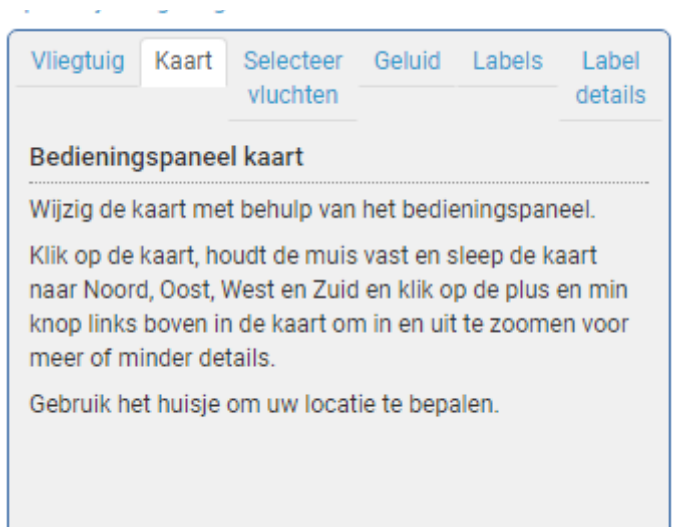 Vliegtuig Kaart Selecteer vluchten Geluid Labels Label details
Bedieningspaneel kaart
Wijzig de kaart met behulp van het bedieningspaneel.
Klik op de kaart, houdt de muis vast en sleep de kaart
naar Noord, Oost, West en Zuid en klik op de plus en min
knop links boven in de kaart om in en uit te zoomen voor
meer of minder details.
Gebruik het huisje om uw locatie te bepalen.